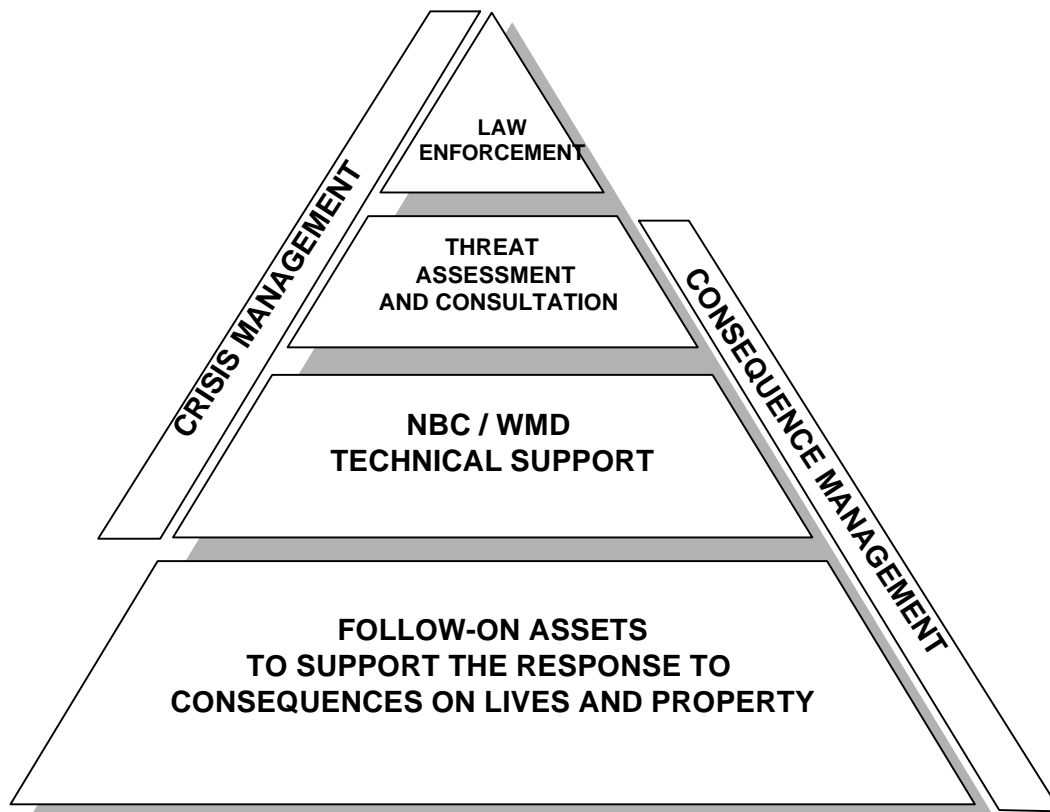 LAW
ENFORCEMENT
THREAT
ASSESSMENT
AND CONSULTATION
CRISIS MANAGEMENT
NBC / WMD
TECHNICAL SUPPORT
CONSEQUENCE MANAGEMENT
FOLLOW-ON ASSETS
TO SUPPORT THE RESPONSE TO
CONSEQUENCES ON LIVES AND PROPERTY